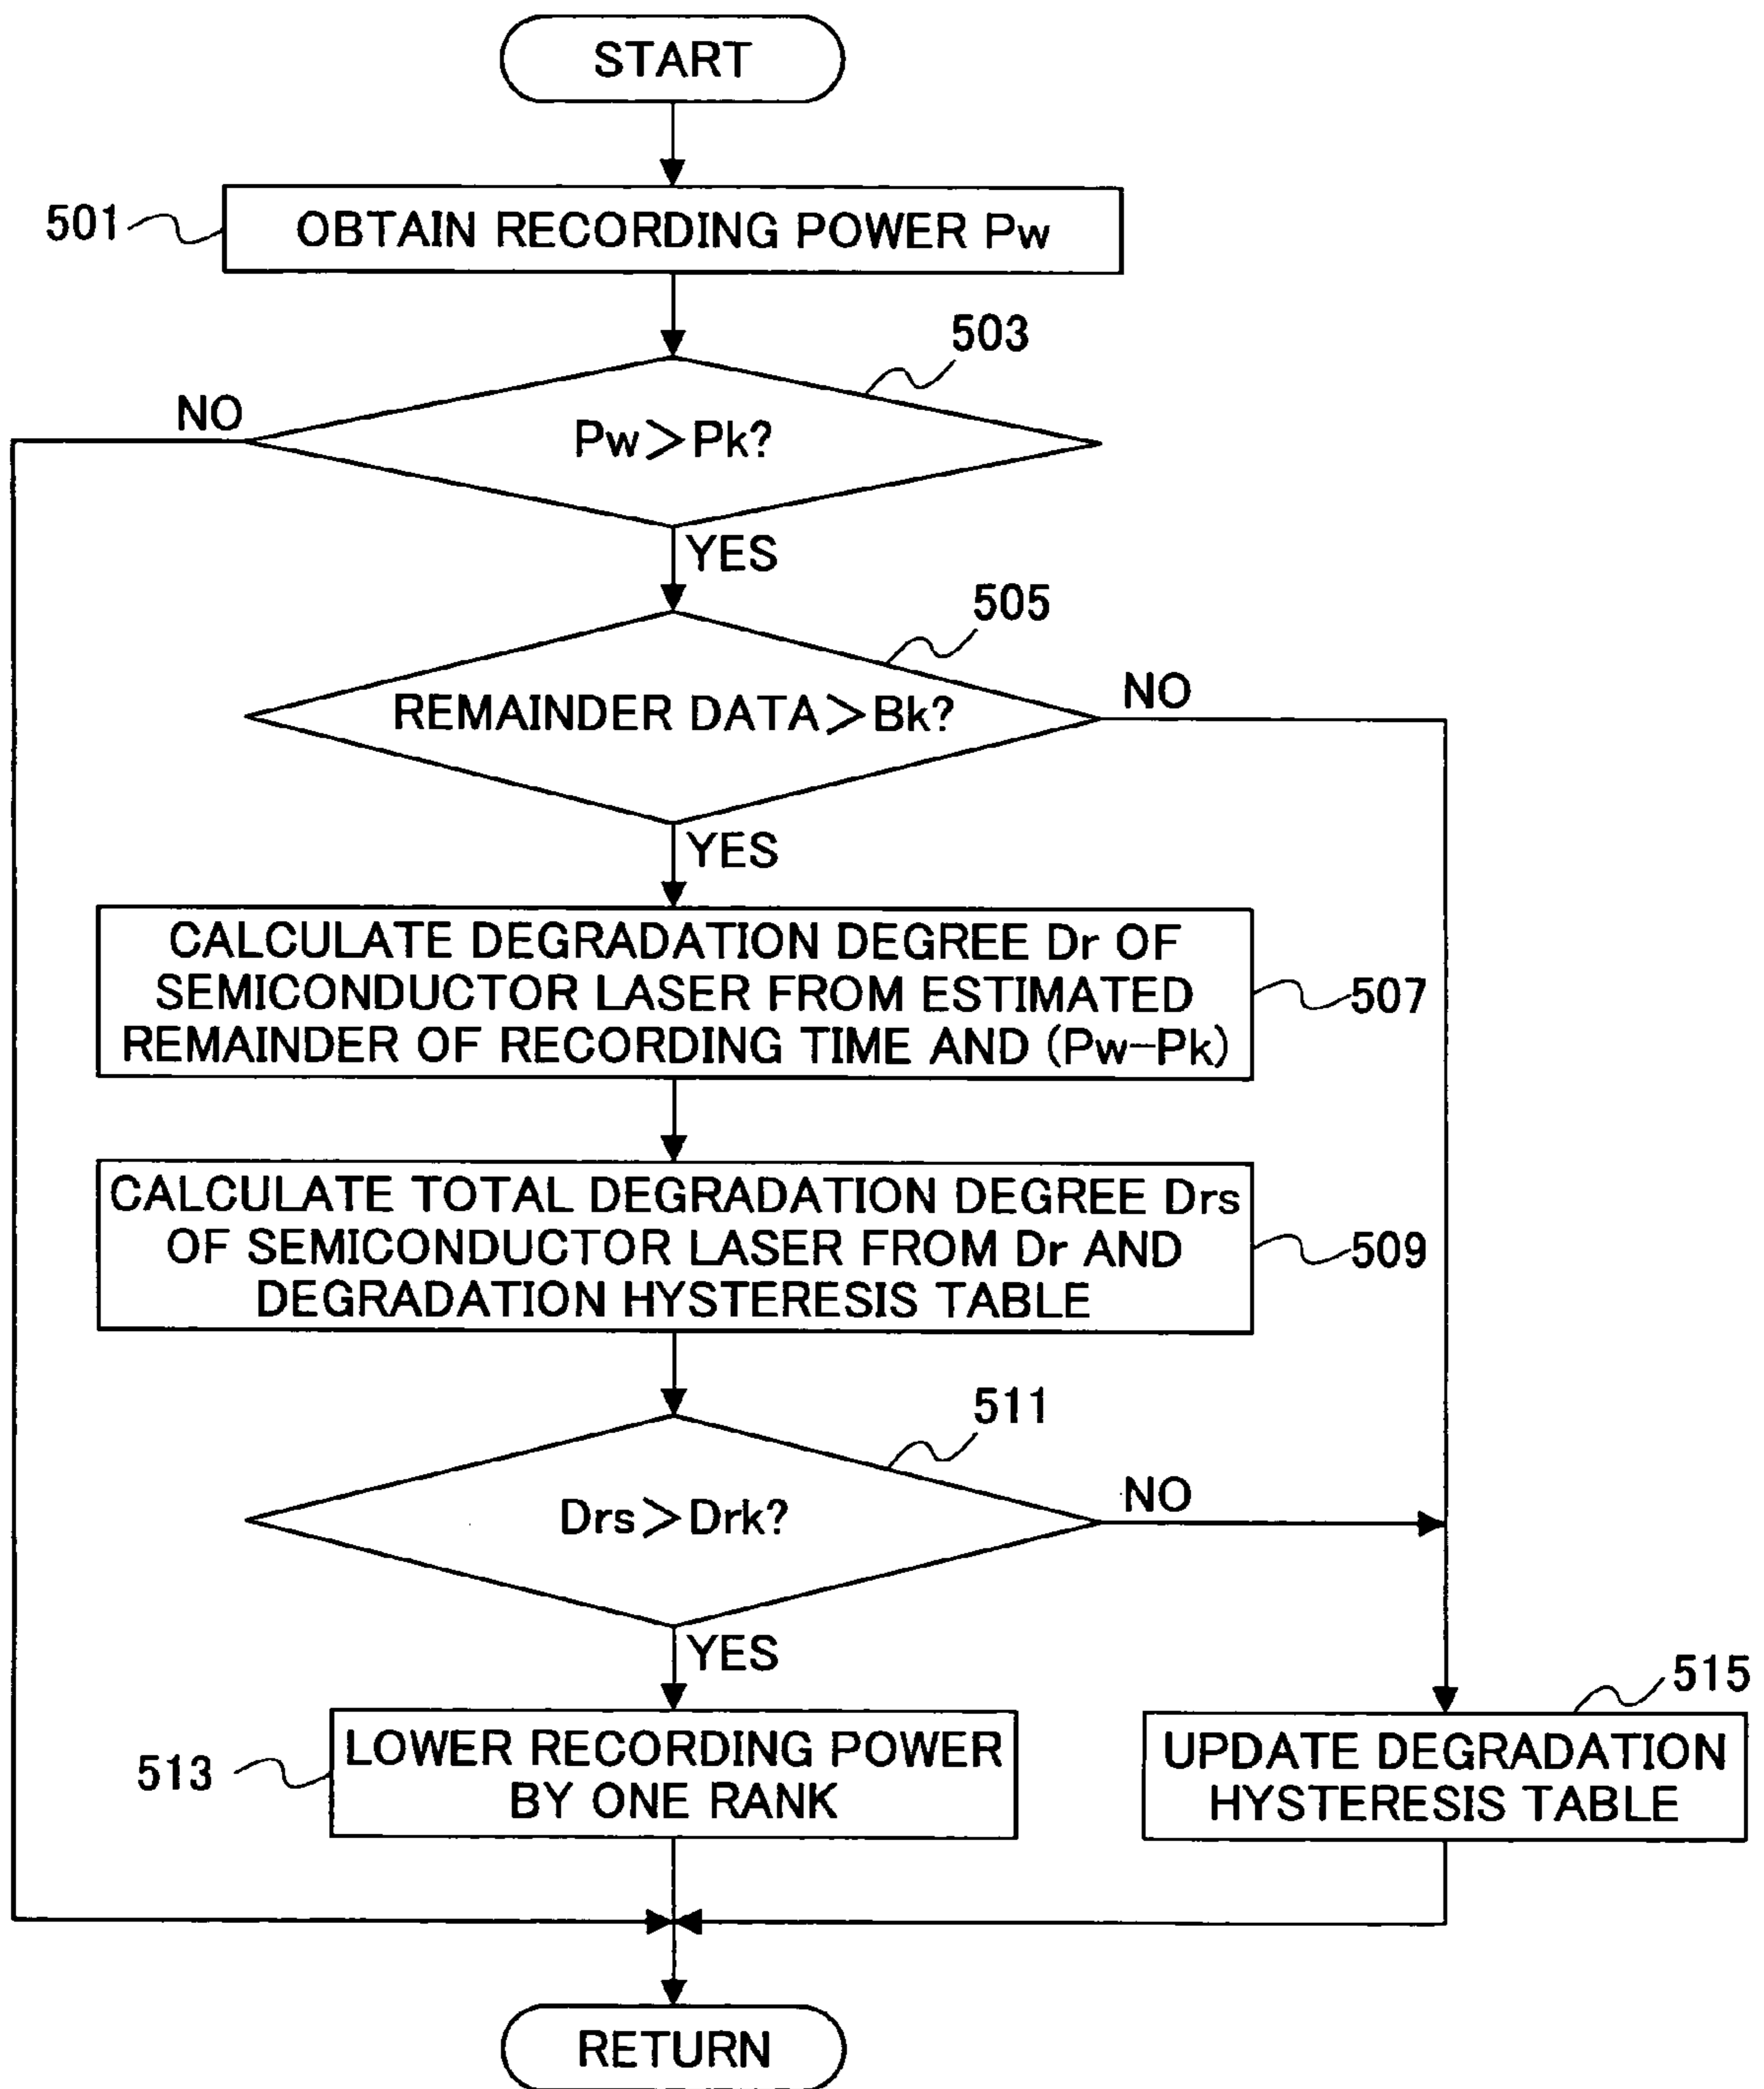 START
501
OBTAIN RECORDING POWER Pw
503
NO
Pw>Pk?
YES
505
NO
REMAINDER DATA>Bk?
YES
CALCULATE DEGRADATION DEGREE Dr OF
SEMICONDUCTOR LASER FROM ESTIMATED
REMAINDER OF RECORDING TIME AND (Pw-Pk)
507
CALCULATE TOTAL DEGRADATION DEGREE Drs
OF SEMICONDUCTOR LASER FROM Dr AND
DEGRADATION HYSTERESIS TABLE
509
511
NO
Drs>Drk?
YES
515
513
LOWER RECORDING POWER
BY ONE RANK
UPDATE DEGRADATION
HYSTERESIS TABLE
RETURN